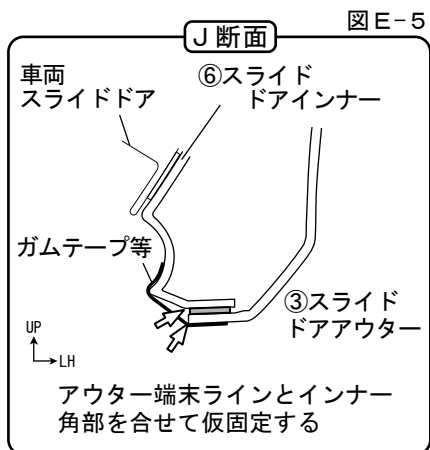 図E-5
J断面
車両
スライドドア
⑥スライド
ドアインナー
ガムテープ等
③スライド
ドアアウター
UP
LH
アウター端末ラインとインナー
角部を合せて仮固定する